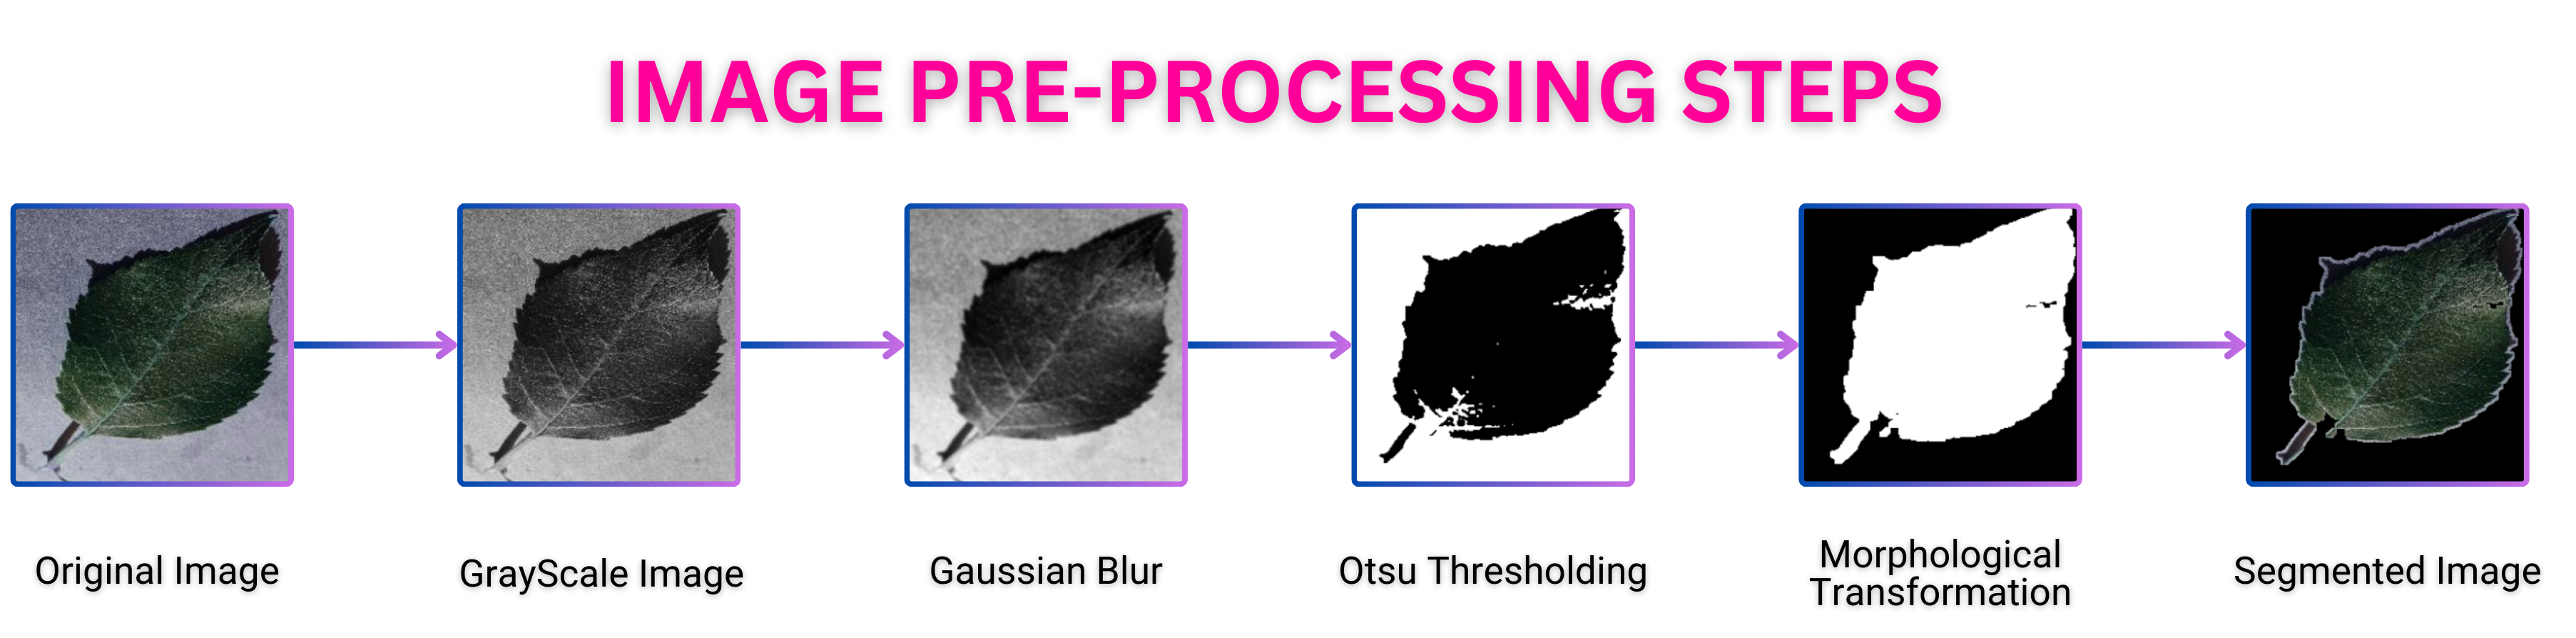 IMAGE PRE-PROCESSING STEPS
Original Image
GrayScale Image
Gaussian Blur
Otsu Thresholding
Morphological
Transformation
Segmented Image